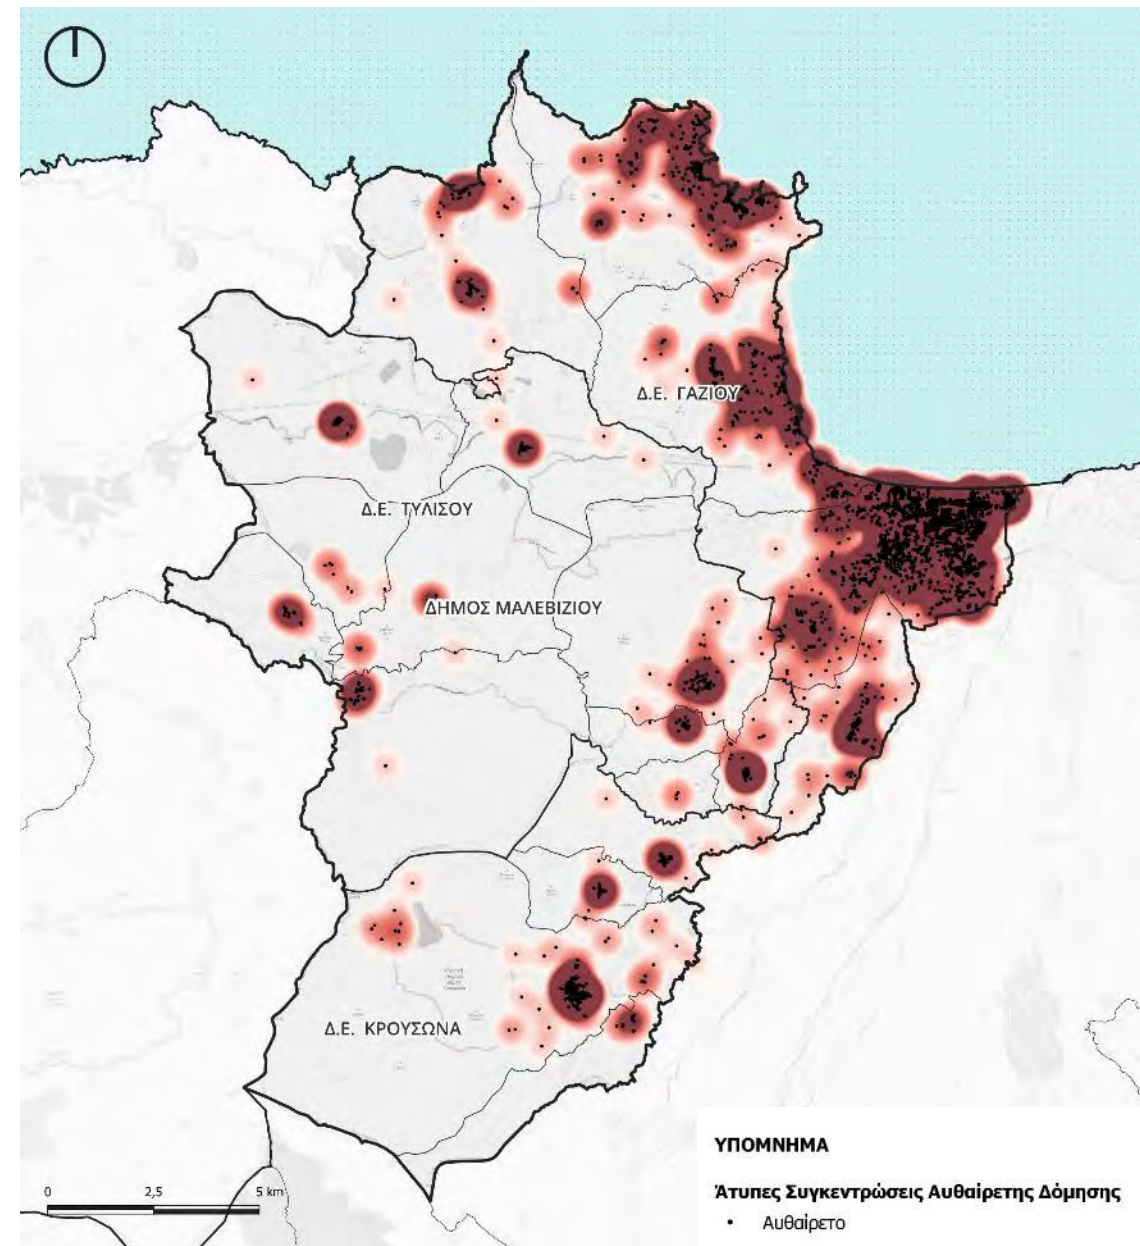 Δ.Ε. ΓΑΖΙΟΥ
Δ.Ε. ΤΥΛΙΣΟΥ
ΔΗΜΟΣ ΜΑΛΕΒΙΖΙΟΥ
Δ.Ε. ΚΡΟΥΣΩΝΑ
0 2,5 5 km
ΥΠΟΜΝΗΜΑ
Άτυπες Συγκεντρώσεις Αυθαίρετης Δόμησης
• Αυθαίρετο